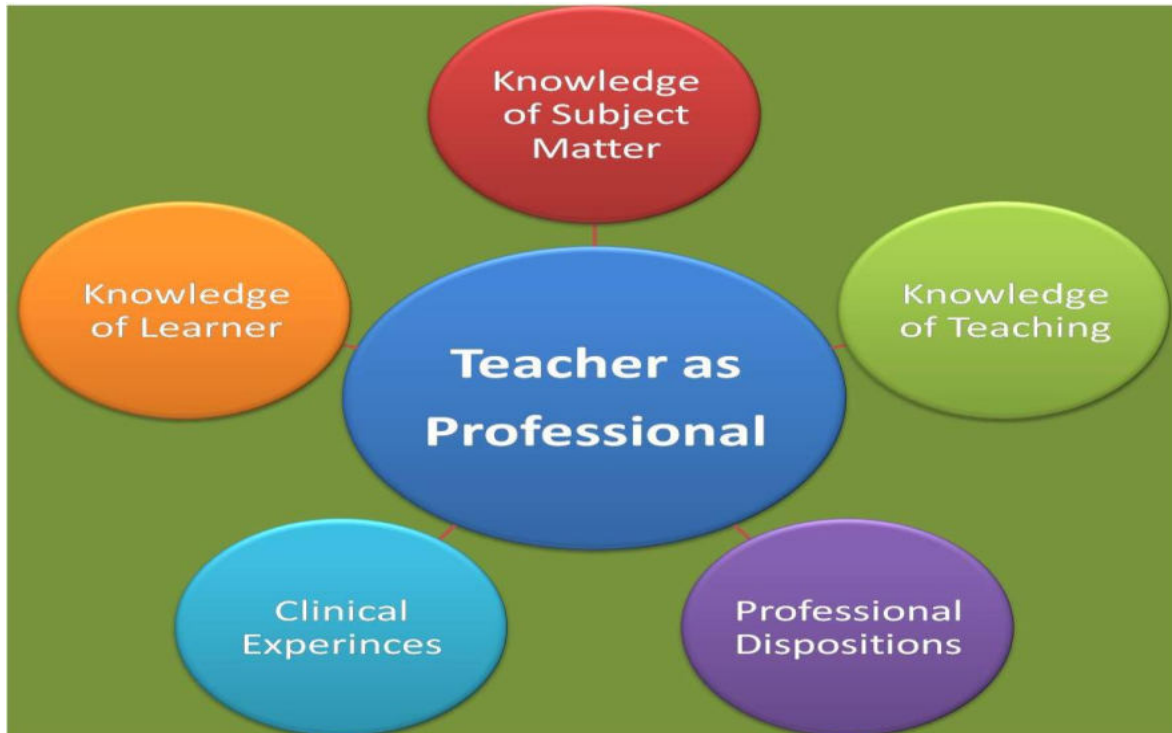 Knowledge
of Subject
Matter
Knowledge
of Learner
Knowledge
of Teaching
Teacher as
Professional
Clinical
Experinces
Professional
Dispositions